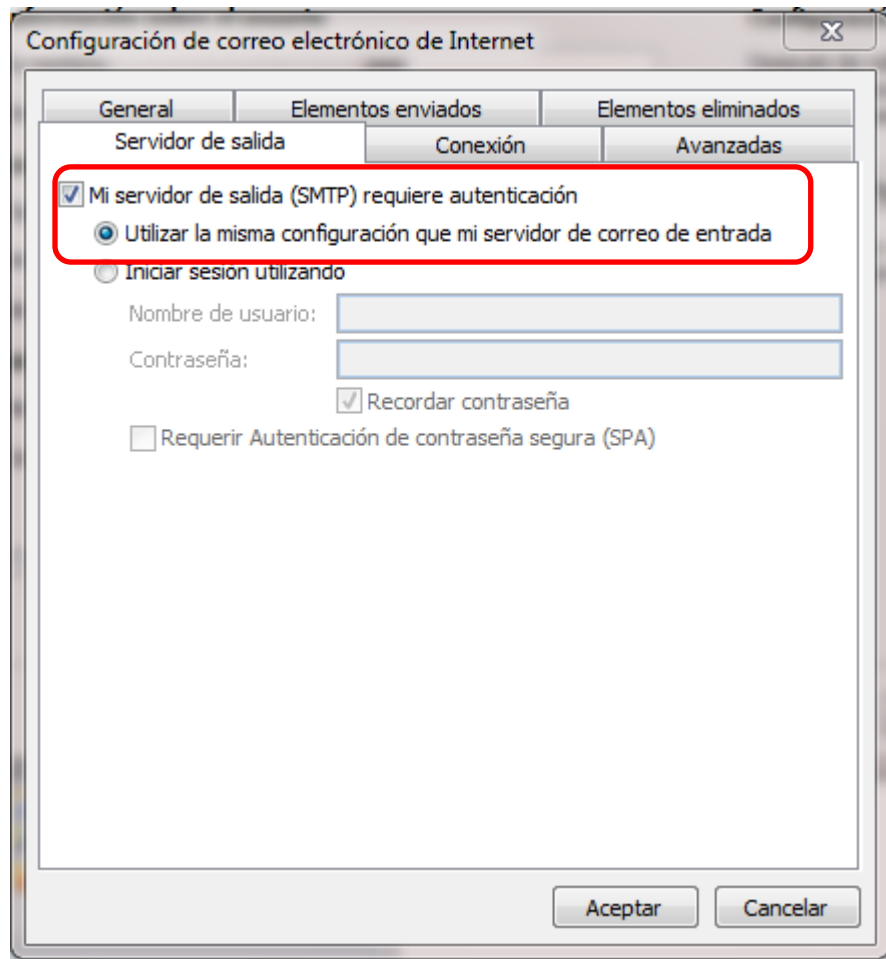 Configuración de correo electrónico de Internet
General Elementos enviados Elementos eliminados
Servidor de salida Conexión Avanzadas
Mi servidor de salida (SMTP) requiere autenticación
Utilizar la misma configuración que mi servidor de correo de entrada
Iniciar sesión utilizando
Nombre de usuario:
Contraseña:
Recordar contraseña
Requerir Autenticación de contraseña segura (SPA)
Aceptar Cancelar